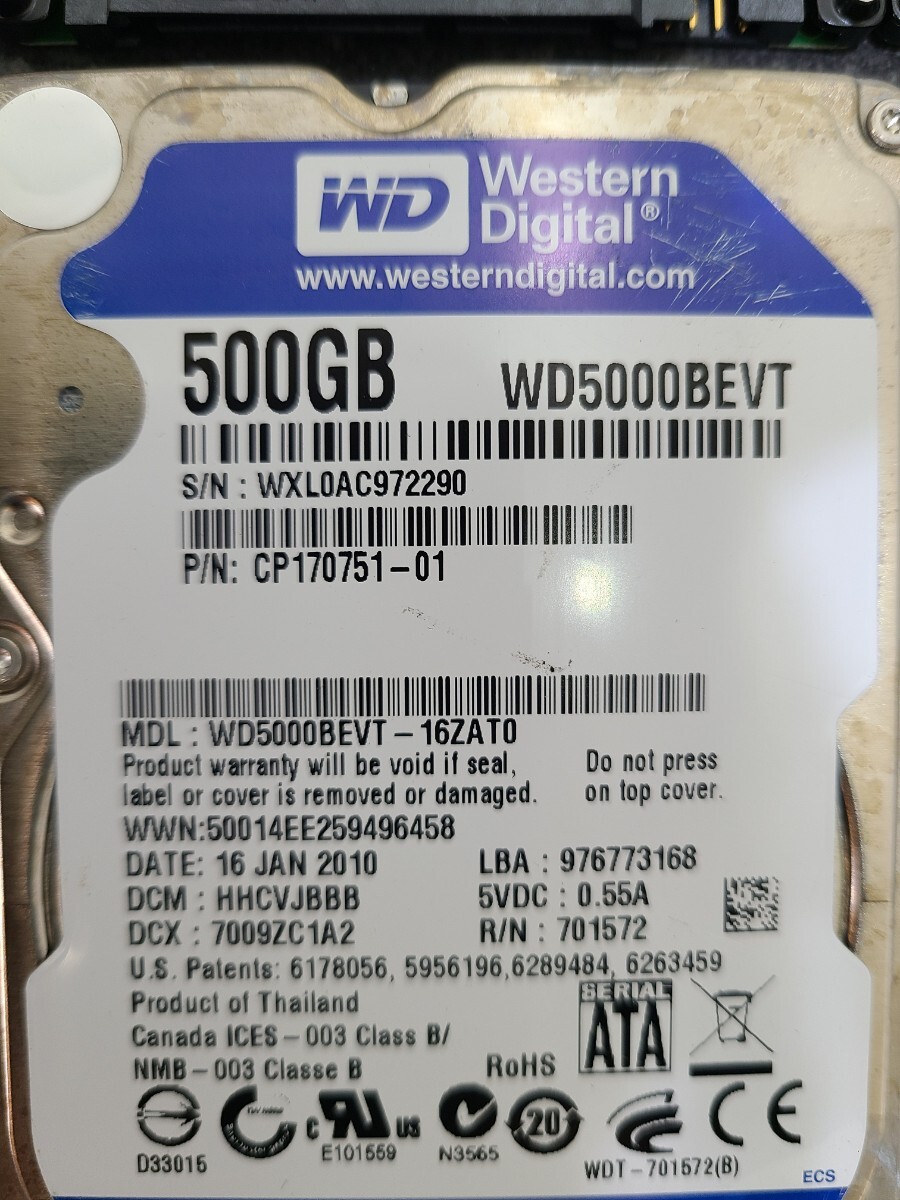 WD Western
Digital®
www.westerndigital.com
500GB WD5000BEVT
S/N : WXL0AC972290
P/N: CP170751-01
MDL : WD5000BEVT - 16ZAT0
Product warranty will be void if seal,
label or cover is removed or damaged.
Do not press
on top cover.
WWN:50014EE259496458
DATE: 16 JAN 2010 LBA : 976773168
DCM : HHCVJBBB 5VDC : 0.55A
DCX : 7009ZC1A2 R/N : 701572
U.S. Patents: 6178056, 5956196,6289484, 6263459
Product of Thailand
Canada ICES - 003 Class B/
NMB - 003 Classe B
RoHS
SERIAL
ATA
D33015
c US
E101559
N3565
20
CE
WDT - 701572(B)
ECS